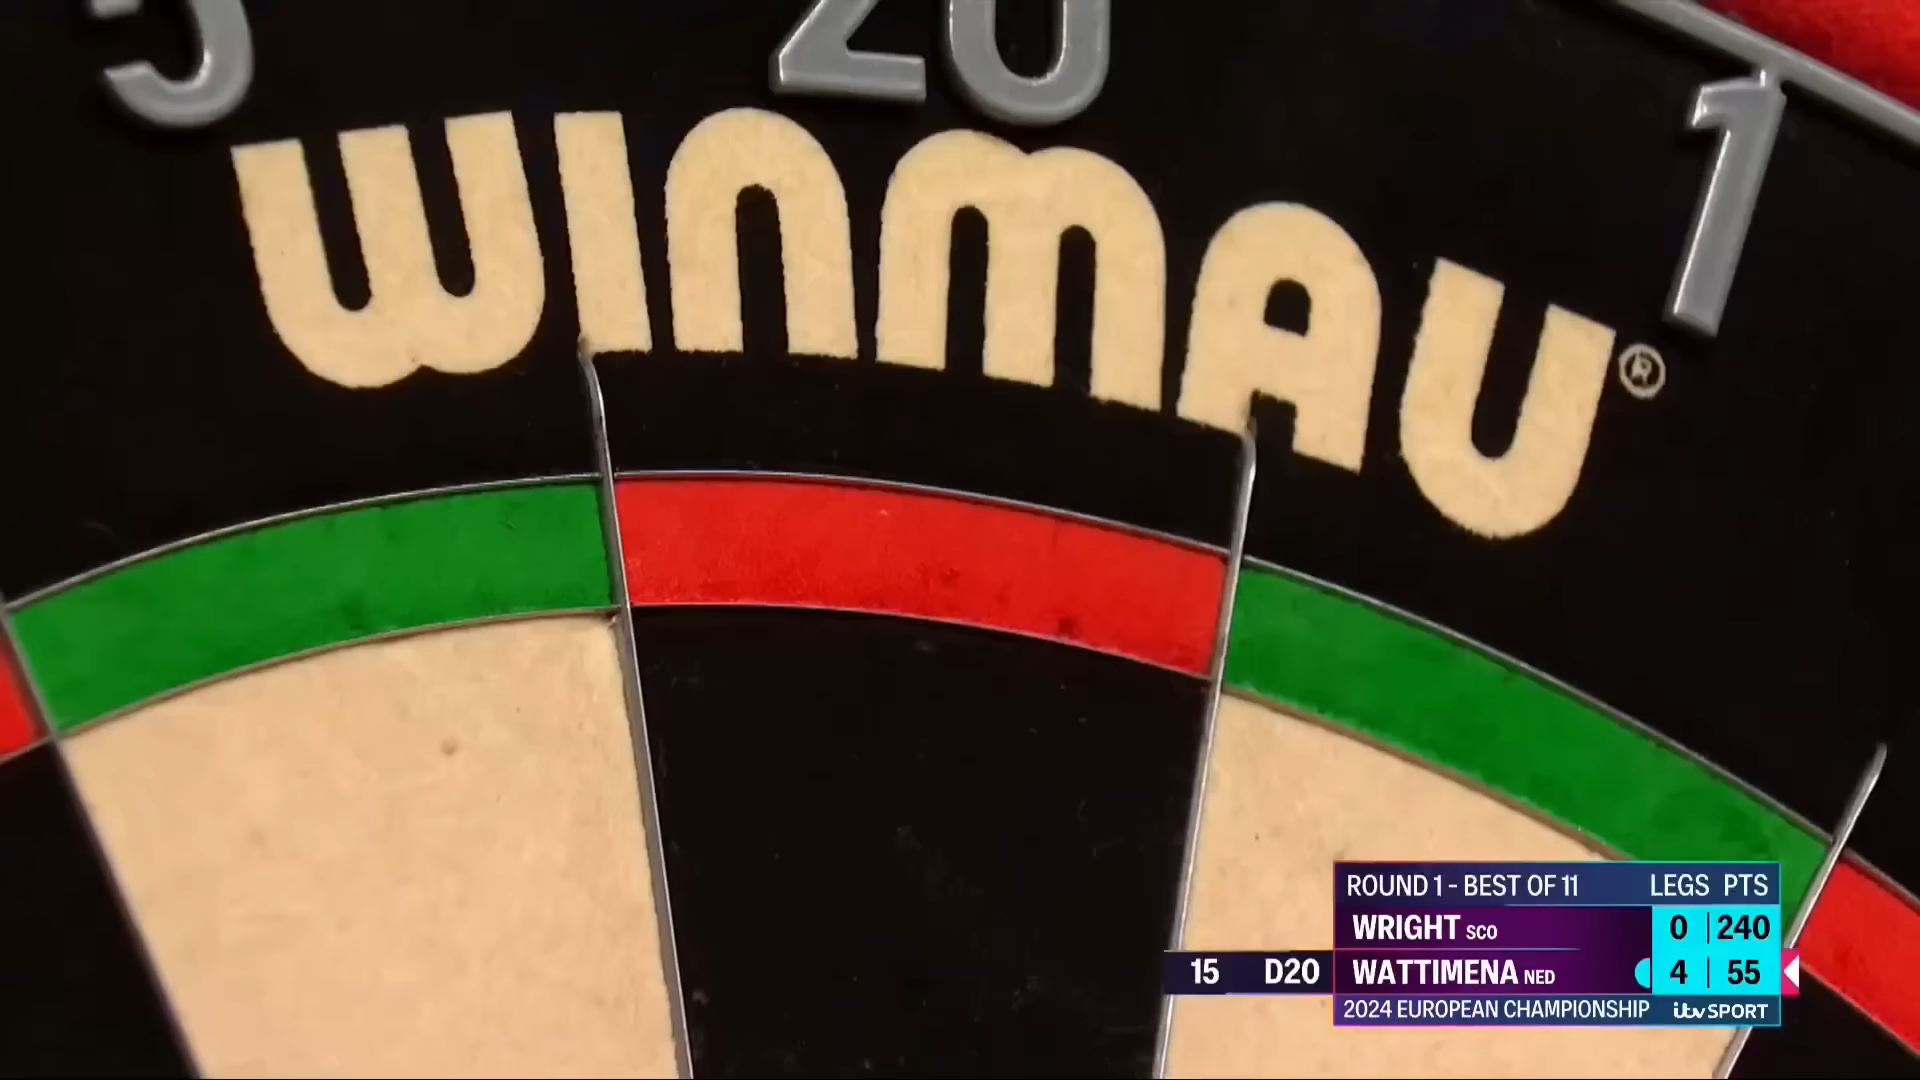 5 20 1
WINMAU®
ROUND 1 - BEST OF 11 LEGS PTS
WRIGHT SCO 0 240
15 D20 WATTIMENA NED 4 55
2024 EUROPEAN CHAMPIONSHIP itv SPORT